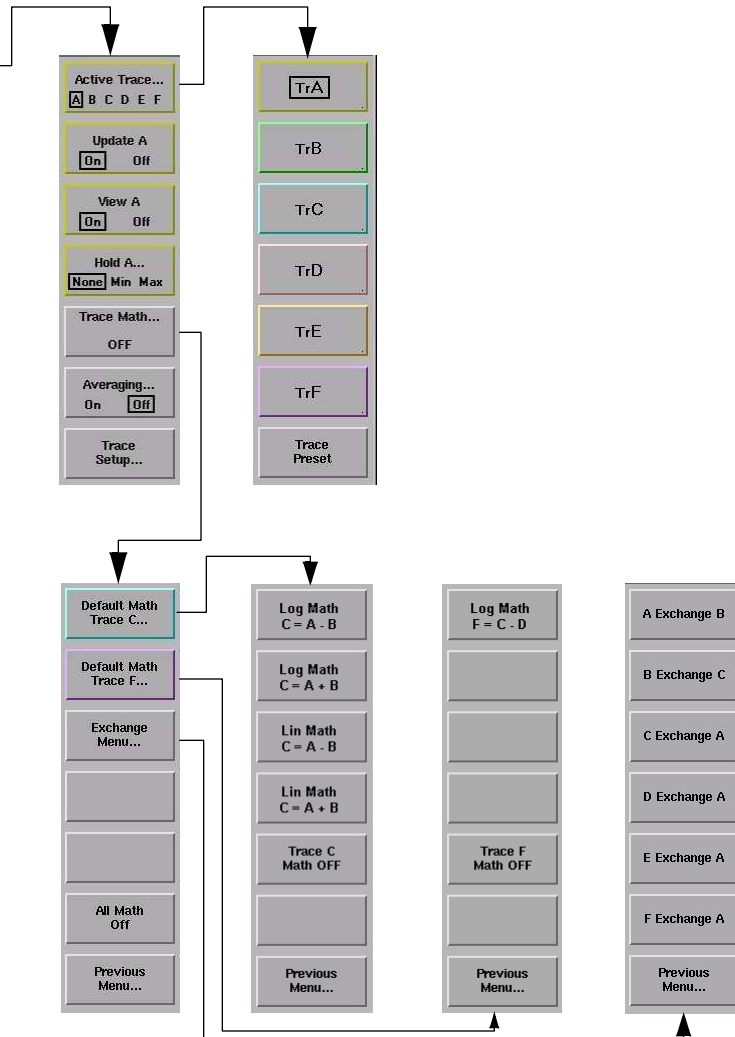 Active Trace...
A B C D E F
Update A
On Off
View A
On Off
Hold A...
None Min Max
Trace Math...
OFF
Averaging...
On Off
Trace
Setup...
TrA
TrB
TrC
TrD
TrE
TrF
Trace
Preset
Default Math
Trace C...
Default Math
Trace F...
Exchange
Menu...
All Math
Off
Previous
Menu...
Log Math
C = A - B
Log Math
C = A + B
Lin Math
C = A - B
Lin Math
C = A + B
Trace C
Math OFF
Previous
Menu...
Log Math
F = C - D
Trace F
Math OFF
Previous
Menu...
A Exchange B
B Exchange C
C Exchange A
D Exchange A
E Exchange A
F Exchange A
Previous
Menu...